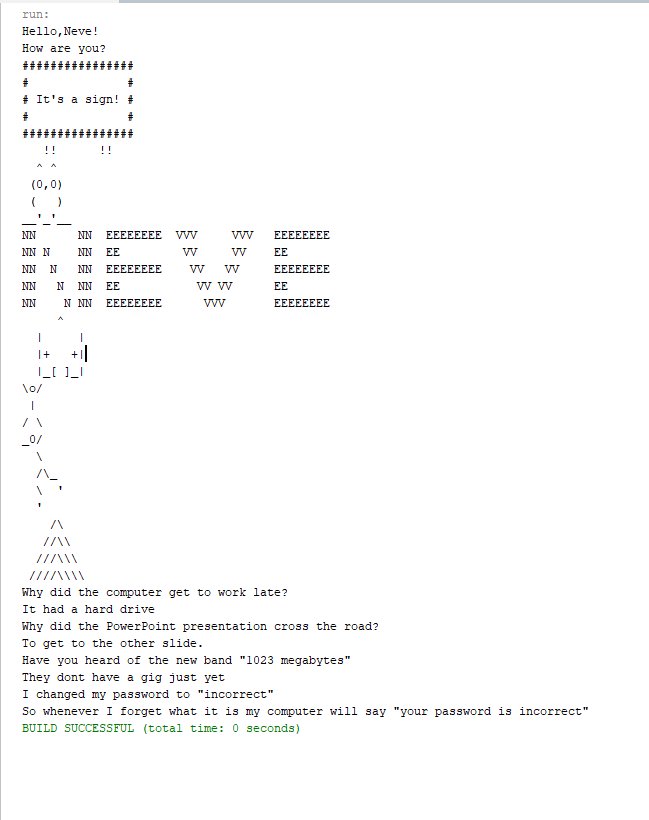 run:
Hello,Neve!
How are you?
################
#              #
# It's a sign! #
#              #
################
   !!      !!
  ^ ^
 (0,0)
 (   )
__'_'__
NN      NN  EEEEEEEE  VVV     VVV   EEEEEEEE
NN N    NN  EE         VV     VV    EE
NN  N   NN  EEEEEEEE    VV   VV     EEEEEEEE
NN   N  NN  EE           VV VV      EE
NN    N NN  EEEEEEEE      VVV       EEEEEEEE
     ^
  |     |
  |+   +|
  |_[ ]_|
\o/
 |
/ \
_0/
  \
  /\_
  \  '
  '
    /\
   //\\
  ///\\\
 ////\\\\
Why did the computer get to work late?
It had a hard drive
Why did the PowerPoint presentation cross the road?
To get to the other slide.
Have you heard of the new band "1023 megabytes"
They dont have a gig just yet
I changed my password to "incorrect"
So whenever I forget what it is my computer will say "your password is incorrect"
BUILD SUCCESSFUL (total time: 0 seconds)